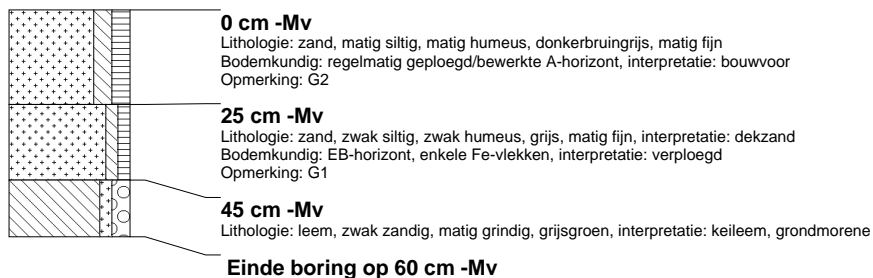 0 cm -Mv
Lithologie: zand, matig siltig, matig humeus, donkerbruingrijs, matig fijn
Bodemkundig: regelmatig geploegd/bewerkte A-horizont, interpretatie: bouwvoor
Opmerking: G2
25 cm -Mv
Lithologie: zand, zwak siltig, zwak humeus, grijs, matig fijn, interpretatie: dekzand
Bodemkundig: EB-horizont, enkele Fe-vlekken, interpretatie: verploegd
Opmerking: G1
45 cm -Mv
Lithologie: leem, zwak zandig, matig grindig, grijsgroen, interpretatie: keileem, grondmorene
Einde boring op 60 cm -Mv